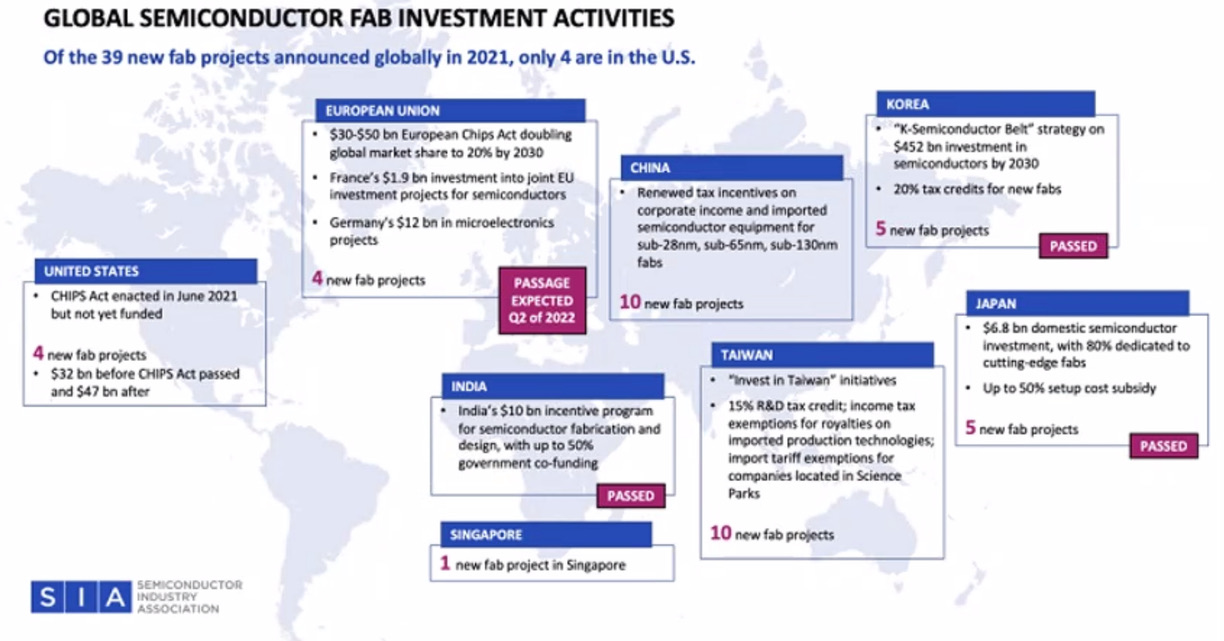 GLOBAL SEMICONDUCTOR FAB INVESTMENT ACTIVITIES
Of the 39 new fab projects announced globally in 2021, only 4 are in the U.S.
UNITED STATES
• CHIPS Act enacted in June 2021
but not yet funded
4 new fab projects
• $32 bn before CHIPS Act passed
and $47 bn after
EUROPEAN UNION
• $30-$50 bn European Chips Act doubling
global market share to 20% by 2030
• France's $1.9 bn investment into joint EU
investment projects for semiconductors
• Germany's $12 bn in microelectronics
projects
4 new fab projects
PASSAGE
EXPECTED
Q2 of 2022
CHINA
• Renewed tax incentives on
corporate income and imported
semiconductor equipment for
sub-28nm, sub-65nm, sub-130nm
fabs
10 new fab projects
KOREA
• "K-Semiconductor Belt" strategy on
$452 bn investment in
semiconductors by 2030
• 20% tax credits for new fabs
5 new fab projects
PASSED
JAPAN
• $6.8 bn domestic semiconductor
investment, with 80% dedicated to
cutting-edge fabs
• Up to 50% setup cost subsidy
5 new fab projects
PASSED
INDIA
• India's $10 bn incentive program
for semiconductor fabrication and
design, with up to 50%
government co-funding
PASSED
TAIWAN
• "Invest in Taiwan" initiatives
• 15% R&D tax credit; income tax
exemptions for royalties on
imported production technologies;
import tariff exemptions for
companies located in Science
Parks
10 new fab projects
SINGAPORE
1 new fab project in Singapore
SIA
SEMICONDUCTOR
INDUSTRY
ASSOCIATION